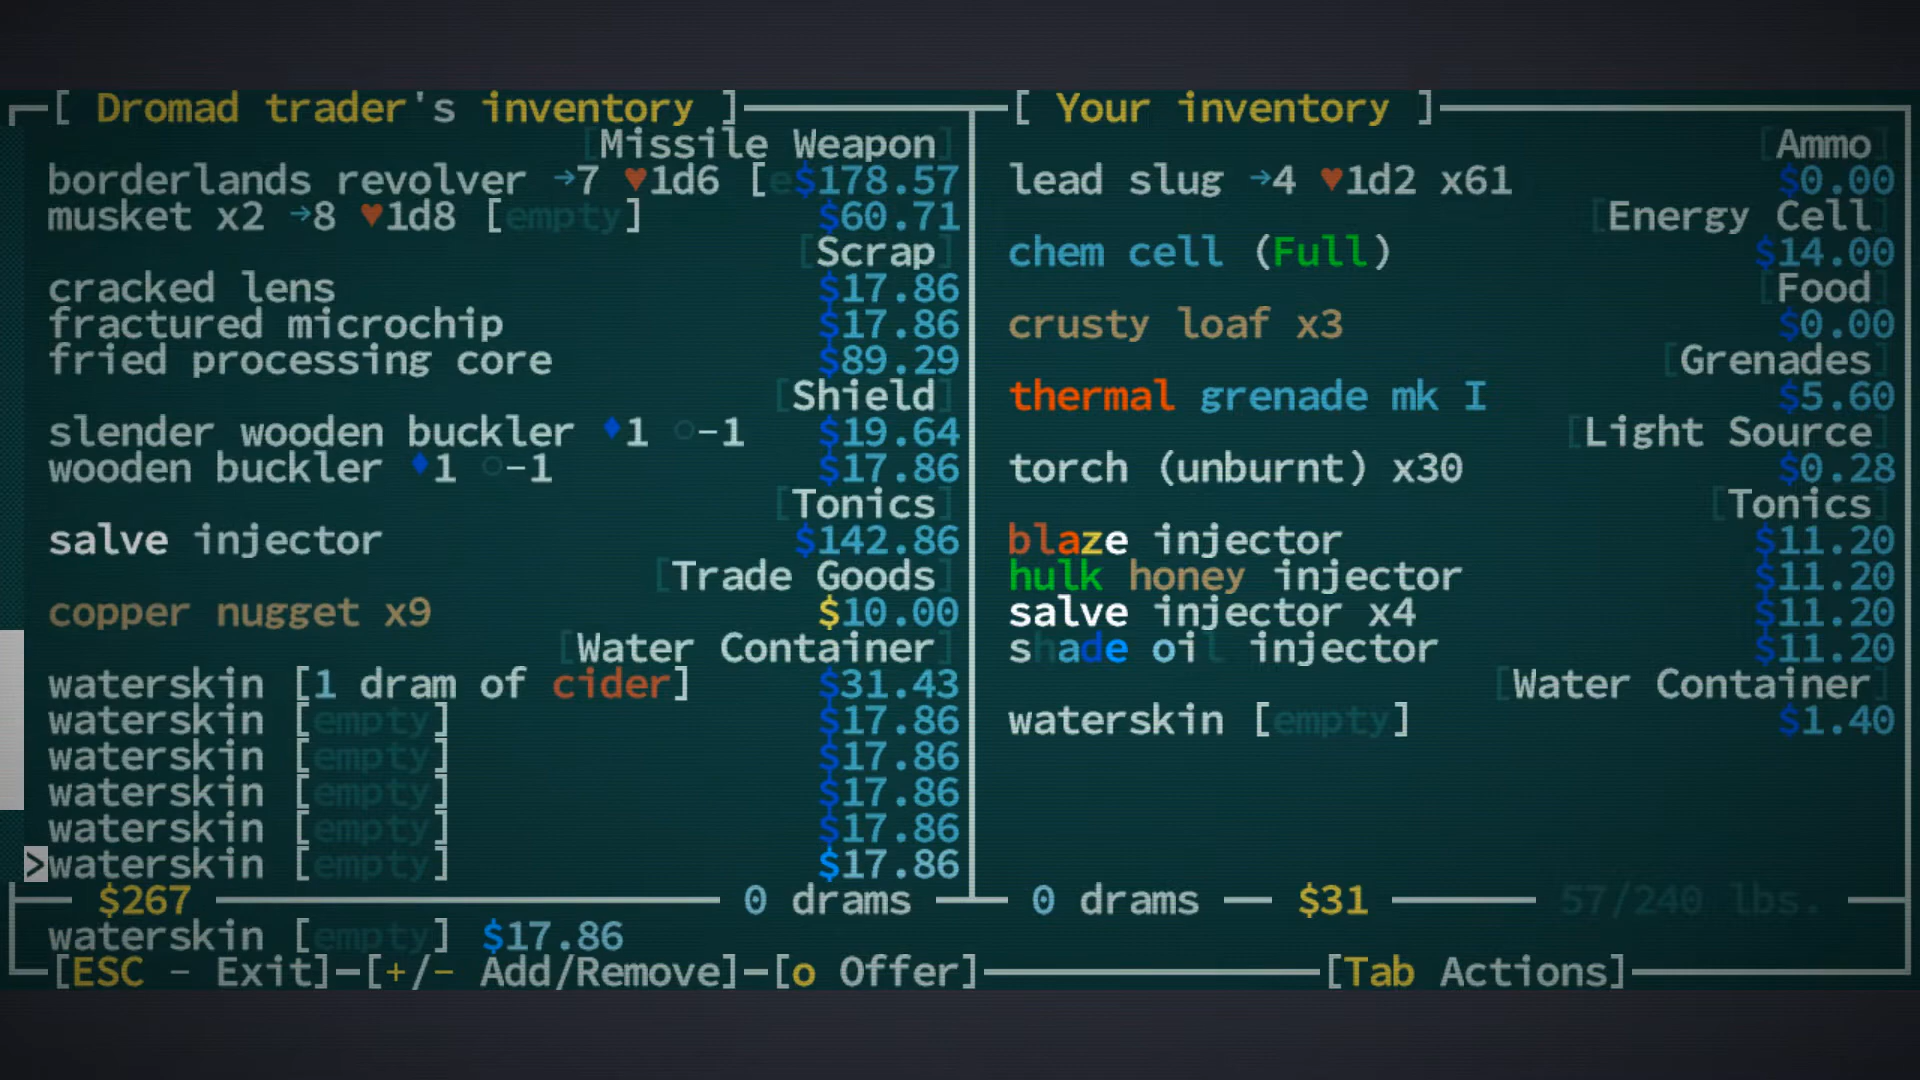 [ Dromad trader's inventory ]
[Missile Weapon]
borderlands revolver →7 ♥1d6 [e$178.57
musket x2 →8 ♥1d8 [empty] $60.71
[Scrap]
cracked lens $17.86
fractured microchip $17.86
fried processing core $89.29
[Shield]
slender wooden buckler ♦1 ○-1 $19.64
wooden buckler ♦1 ○-1 $17.86
[Tonics]
salve injector $142.86
[Trade Goods]
copper nugget x9 $10.00
[Water Container]
waterskin [1 dram of cider] $31.43
waterskin [empty] $17.86
waterskin [empty] $17.86
waterskin [empty] $17.86
waterskin [empty] $17.86
>waterskin [empty] $17.86
$267 0 drams
[ Your inventory ]
[Ammo]
lead slug →4 ♥1d2 x61 $0.00
[Energy Cell]
chem cell (Full) $14.00
[Food]
crusty loaf x3 $0.00
[Grenades]
thermal grenade mk I $5.60
[Light Source]
torch (unburnt) x30 $0.28
[Tonics]
blaze injector $11.20
hulk honey injector $11.20
salve injector x4 $11.20
shade oil injector $11.20
[Water Container]
waterskin [empty] $1.40
0 drams $31 57/240 lbs.
waterskin [empty] $17.86
[ESC - Exit]-[+/- Add/Remove]-[o Offer] [Tab Actions]